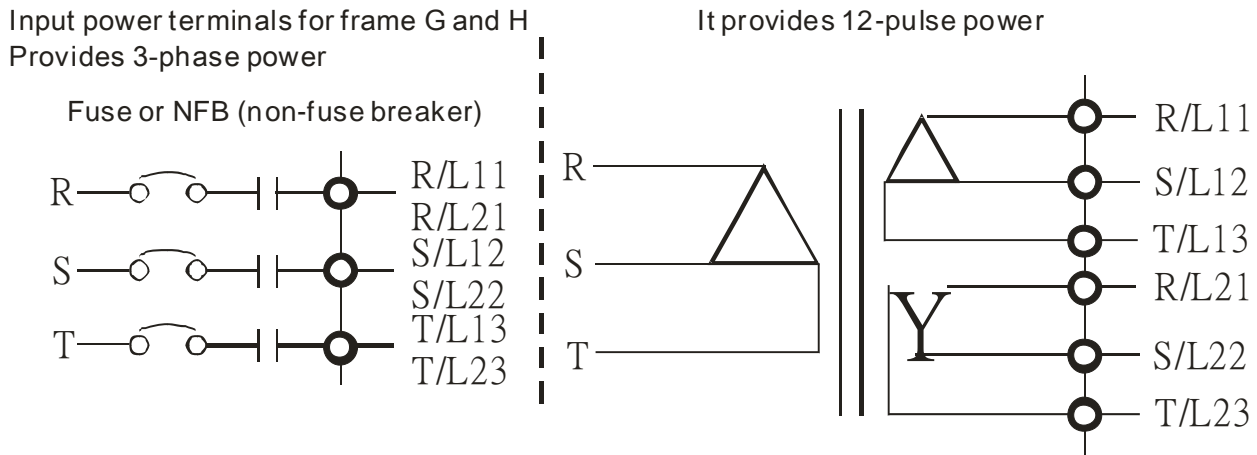 Input power terminals for frame G and H
Provides 3-phase power
Fuse or NFB (non-fuse breaker)
R
R/L11
R/L21
S
S/L12
S/L22
T
T/L13
T/L23
It provides 12-pulse power
R
S
T
Y
R/L11
S/L12
T/L13
R/L21
S/L22
T/L23